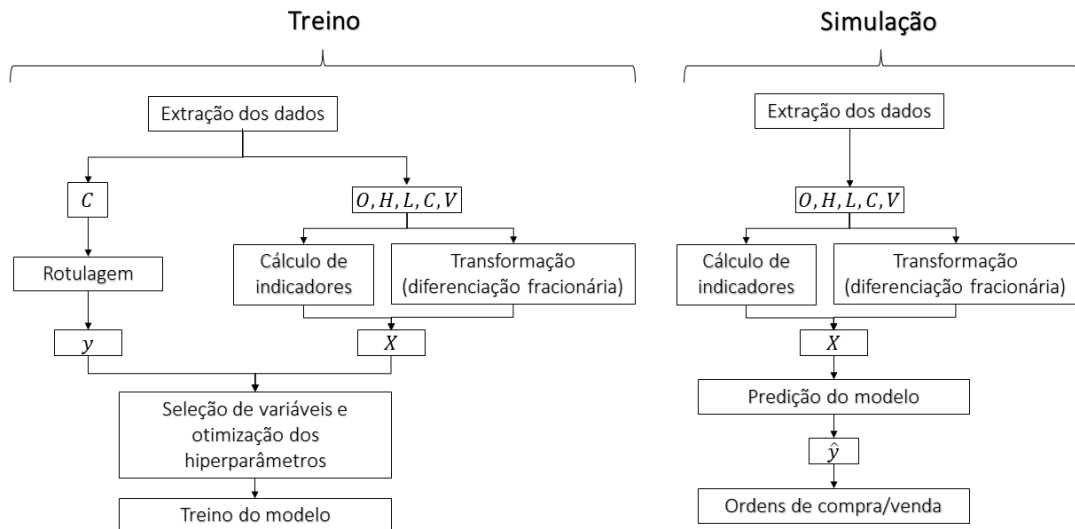 Treino
Extração dos dados
C
O, H, L, C, V
Rotulagem
Cálculo de
indicadores
Transformação
(diferenciação fracionária)
y
X
Seleção de variáveis e
otimização dos
hiperparâmetros
Treino do modelo
Simulação
Extração dos dados
O, H, L, C, V
Cálculo de
indicadores
Transformação
(diferenciação fracionária)
X
Predição do modelo
ŷ
Ordens de compra/venda